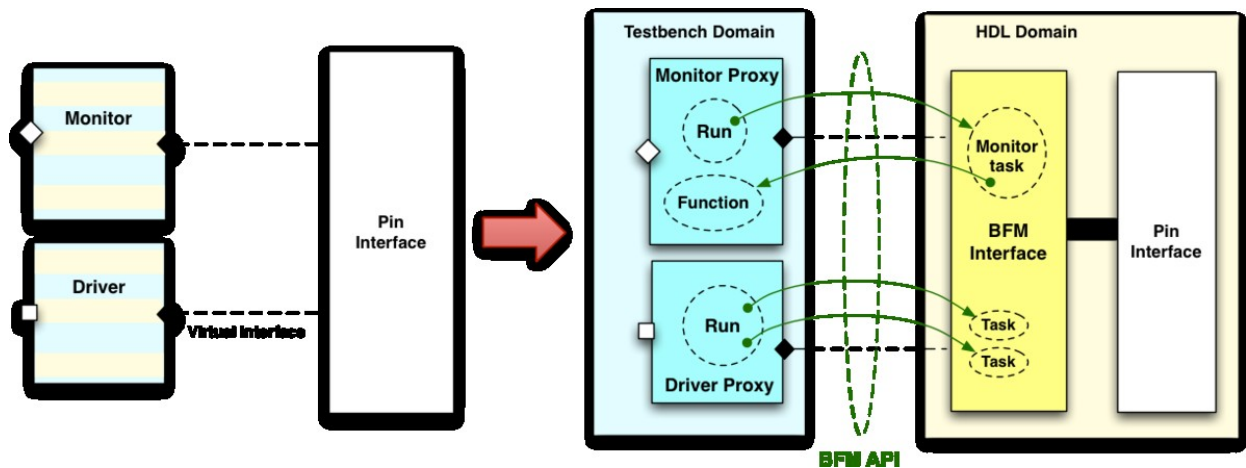 Monitor
Driver
Virtual Interface
Pin
Interface
Testbench Domain
Monitor Proxy
Run
Function
Run
Driver Proxy
BFM API
HDL Domain
Monitor
task
BFM
Interface
Task
Task
Pin
Interface